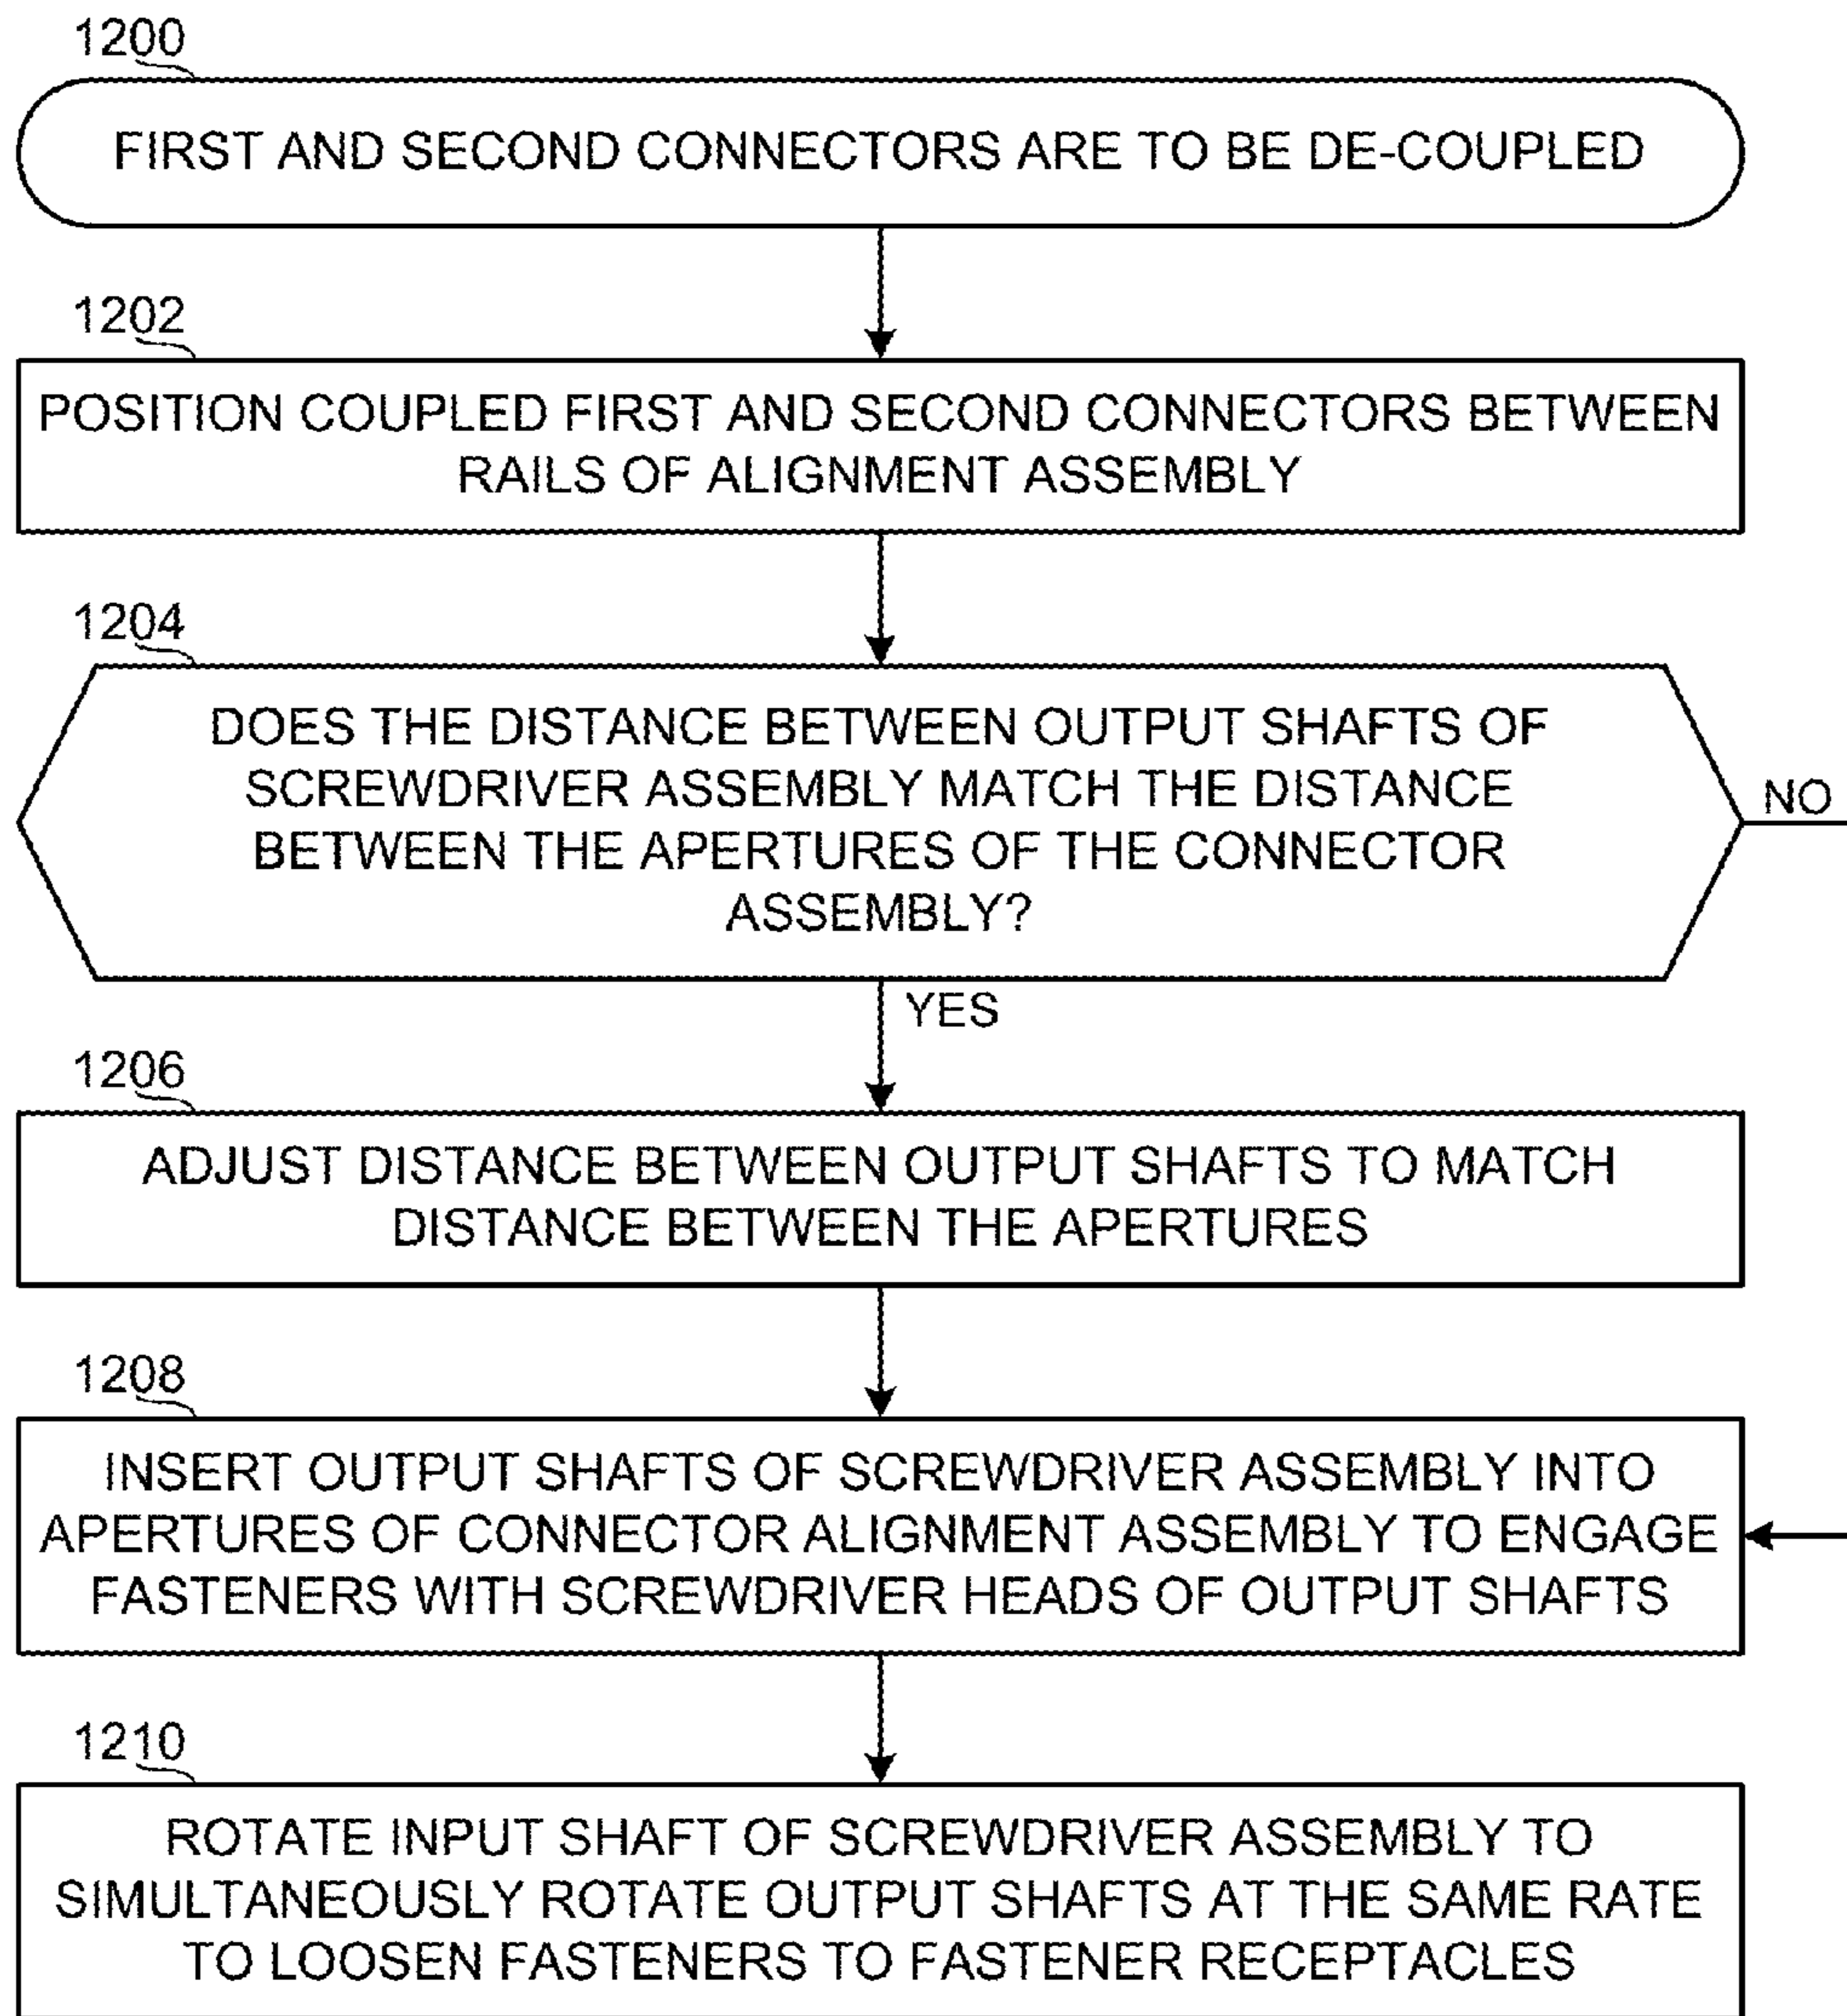 1200
FIRST AND SECOND CONNECTORS ARE TO BE DE-COUPLED
1202
POSITION COUPLED FIRST AND SECOND CONNECTORS BETWEEN
RAILS OF ALIGNMENT ASSEMBLY
1204
DOES THE DISTANCE BETWEEN OUTPUT SHAFTS OF
SCREWDRIVER ASSEMBLY MATCH THE DISTANCE
BETWEEN THE APERTURES OF THE CONNECTOR
ASSEMBLY?
NO
YES
1206
ADJUST DISTANCE BETWEEN OUTPUT SHAFTS TO MATCH
DISTANCE BETWEEN THE APERTURES
1208
INSERT OUTPUT SHAFTS OF SCREWDRIVER ASSEMBLY INTO
APERTURES OF CONNECTOR ALIGNMENT ASSEMBLY TO ENGAGE
FASTENERS WITH SCREWDRIVER HEADS OF OUTPUT SHAFTS
1210
ROTATE INPUT SHAFT OF SCREWDRIVER ASSEMBLY TO
SIMULTANEOUSLY ROTATE OUTPUT SHAFTS AT THE SAME RATE
TO LOOSEN FASTENERS TO FASTENER RECEPTACLES